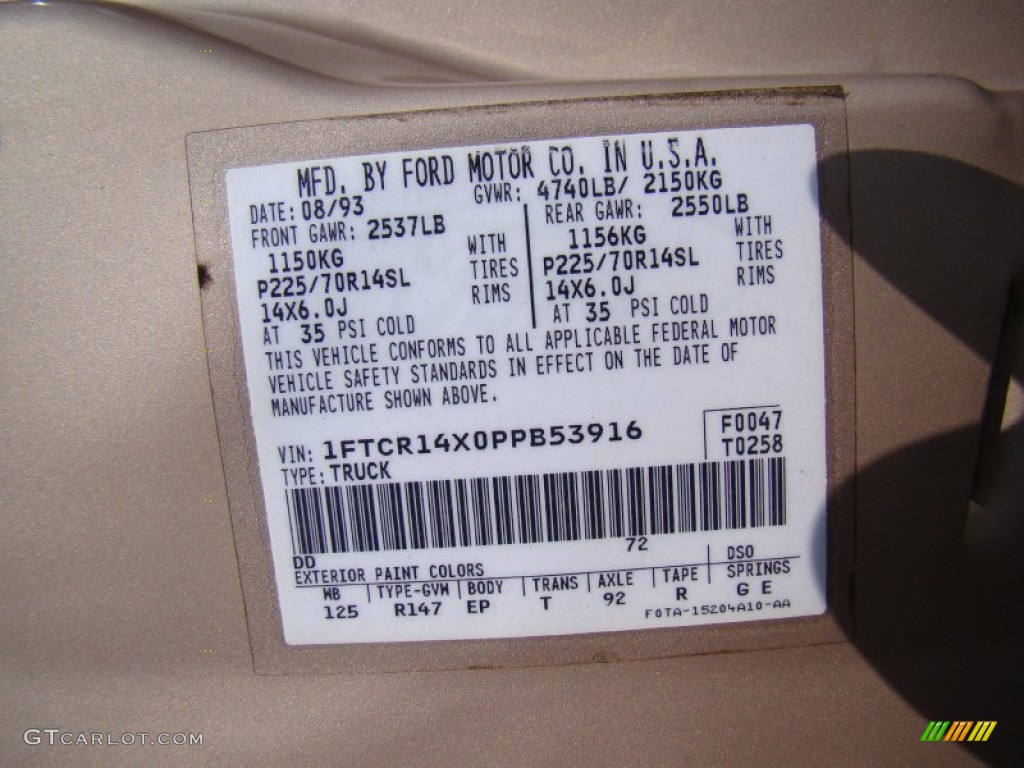 MFD. BY FORD MOTOR CO. IN U.S.A.
DATE: 08/93 GVWR: 4740LB/ 2150KG
FRONT GAWR: 2537LB REAR GAWR: 2550LB
1150KG WITH 1156KG WITH
P225/70R14SL TIRES P225/70R14SL TIRES
14X6.0J RIMS 14X6.0J RIMS
AT 35 PSI COLD AT 35 PSI COLD
THIS VEHICLE CONFORMS TO ALL APPLICABLE FEDERAL MOTOR
VEHICLE SAFETY STANDARDS IN EFFECT ON THE DATE OF
MANUFACTURE SHOWN ABOVE.
VIN: 1FTCR14X0PPB53916 F0047
TYPE: TRUCK T0258
72
DD
EXTERIOR PAINT COLORS DSO
WB TYPE-GVW BODY TRANS AXLE TAPE SPRINGS
125 R147 EP T 92 R G E
F0TA-15204A10-AA
GTCARLOT.COM